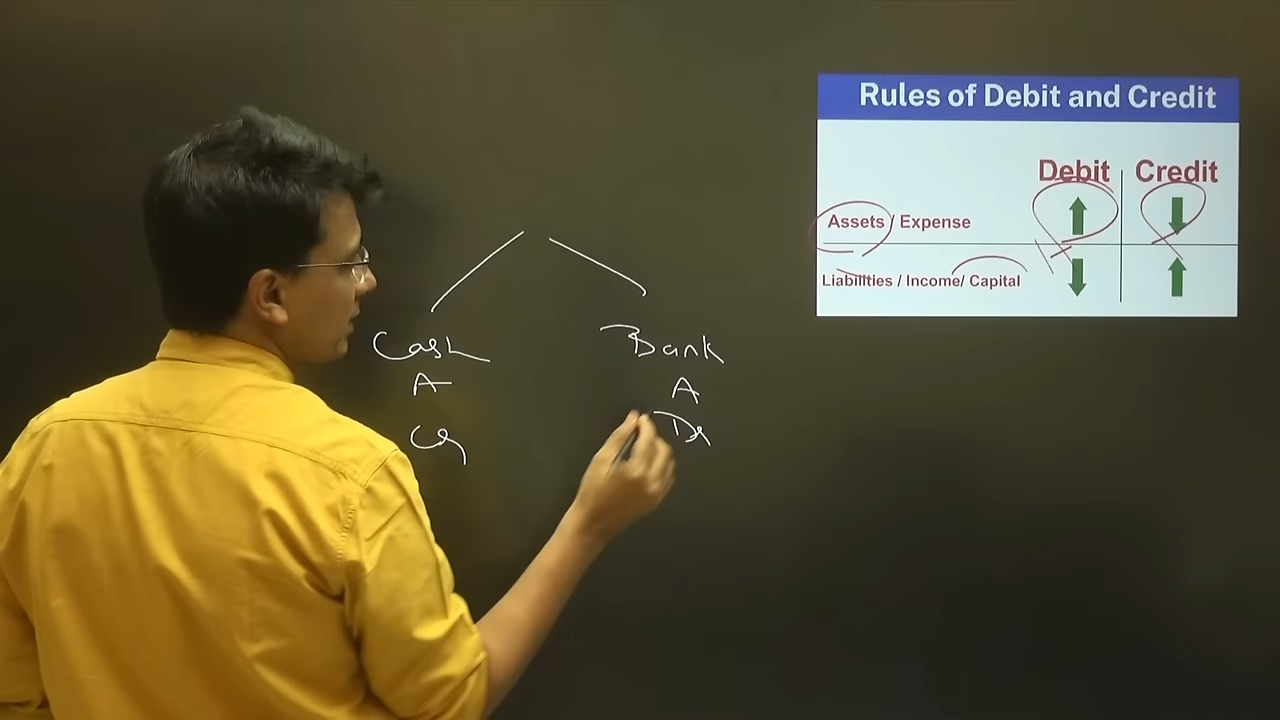 Rules of Debit and Credit
Debit Credit
Assets / Expense
Liabilities / Income/ Capital
Cash Bank
A A
Cr Dr